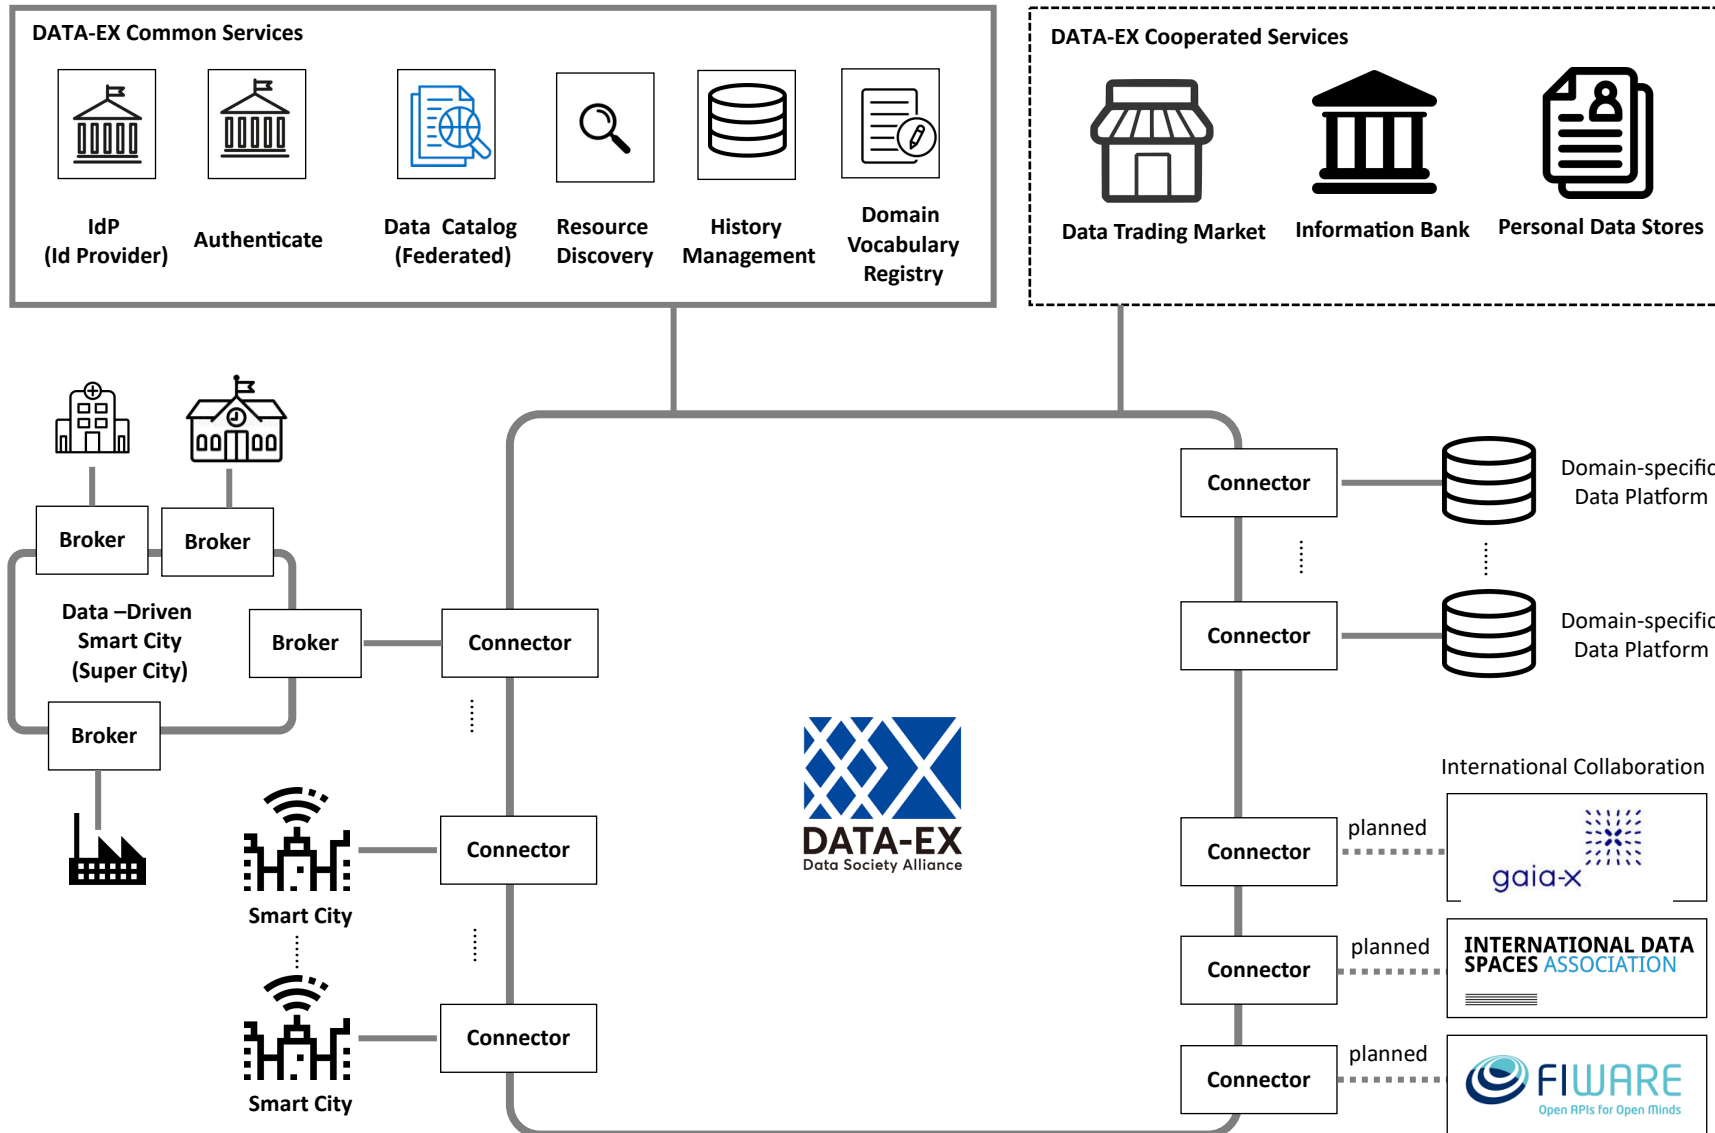 DATA-EX Common Services
IdP
(Id Provider)
Authenticate
Data Catalog
(Federated)
Resource
Discovery
History
Management
Domain
Vocabulary
Registry
DATA-EX Cooperated Services
Data Trading Market
Information Bank
Personal Data Stores
Broker
Broker
Data –Driven
Smart City
(Super City)
Broker
Broker
Connector
Connector
Smart City
Connector
Smart City
DATA-EX
Data Society Alliance
Connector
Domain-specific
Data Platform
Connector
Domain-specific
Data Platform
International Collaboration
Connector
planned
gaia-x
Connector
planned
INTERNATIONAL DATA
SPACES ASSOCIATION
Connector
planned
FIWARE
Open APIs for Open Minds